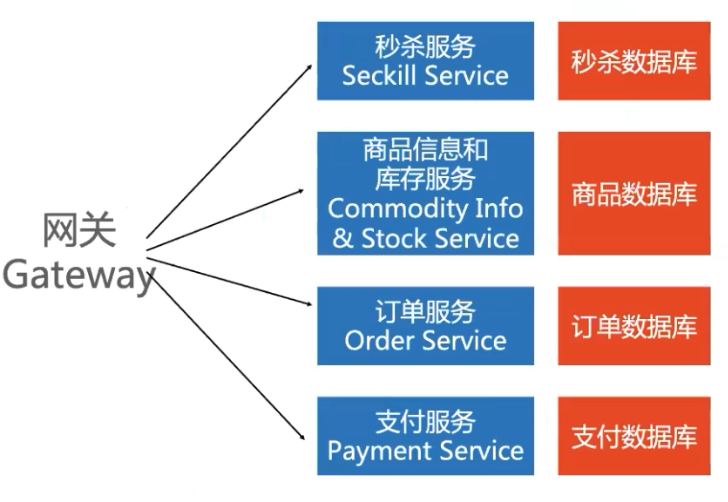 网关
Gateway
秒杀服务
Seckill Service
秒杀数据库
商品信息和
库存服务
Commodity Info
& Stock Service
商品数据库
订单服务
Order Service
订单数据库
支付服务
Payment Service
支付数据库